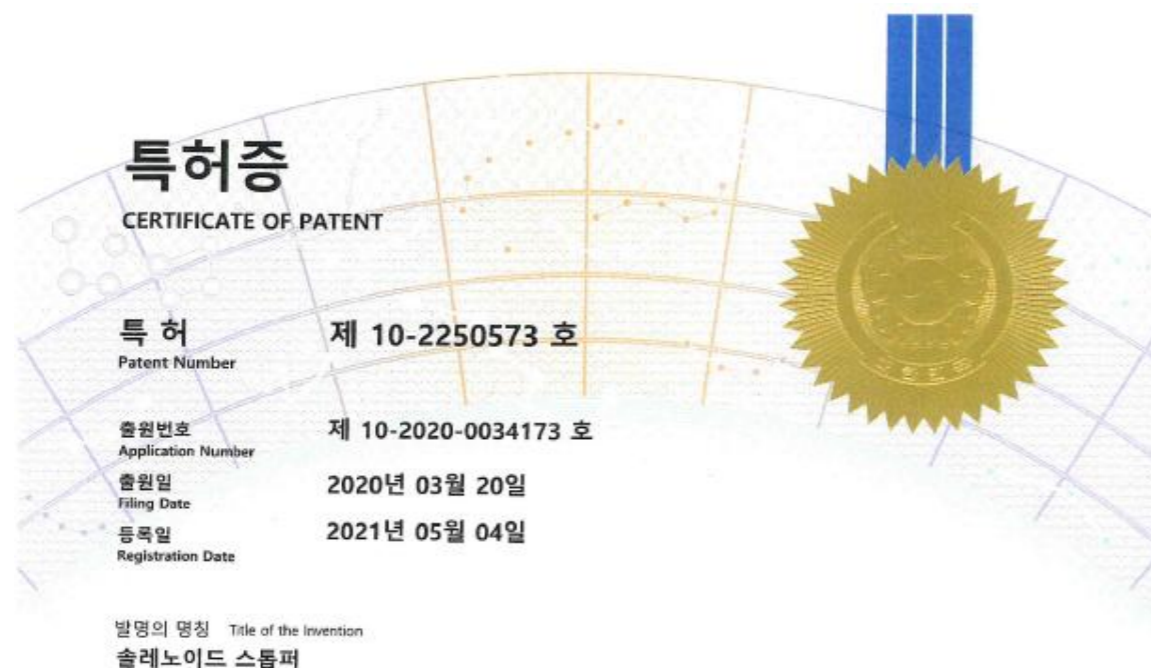 특허증
CERTIFICATE OF PATENT
특 허 제 10-2250573 호
Patent Number
출원번호 제 10-2020-0034173 호
Application Number
출원일 2020년 03월 20일
Filing Date
등록일 2021년 05월 04일
Registration Date
발명의 명칭 Title of the Invention
솔레노이드 스톱퍼